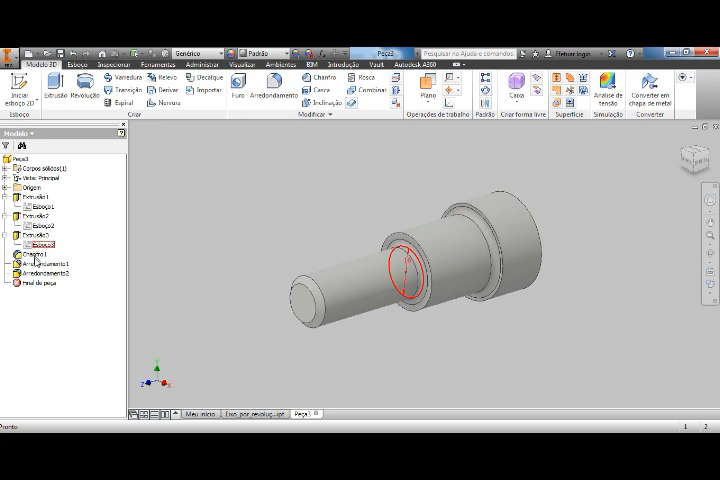 Genérico
Padrão
Peça3
Pesquisar na Ajuda e comandos.
Efetuar login
Modelo 3D Esboço Inspecionar Ferramentas Administrar Visualizar Ambientes BIM Introdução Vault Autodesk A360
Iniciar esboço 2D
Extrusão
Revolução
Varredura
Transição
Espiral
Relevo
Derivar
Nervura
Decalque
Importar
Furo
Arredondamento
Chanfro
Casca
Inclinação
Rosca
Combinar
Plano
Caixa
Análise de tensão
Converter em chapa de metal
Esboço Criar Modificar Operações de trabalho Padrão Criar forma livre Superfície Simulação Converter
Modelo
Peça3
Corpos sólidos(1)
Vista: Principal
Origem
Extrusão1
Esboço1
Extrusão2
Esboço2
Extrusão3
Esboço3
Chanfro1
Arredondamento1
Arredondamento2
Final de peça
16
Y
Z
X
Meu início
Eixo_por_revoluç...ipt
Peça3
Pronto
1 2